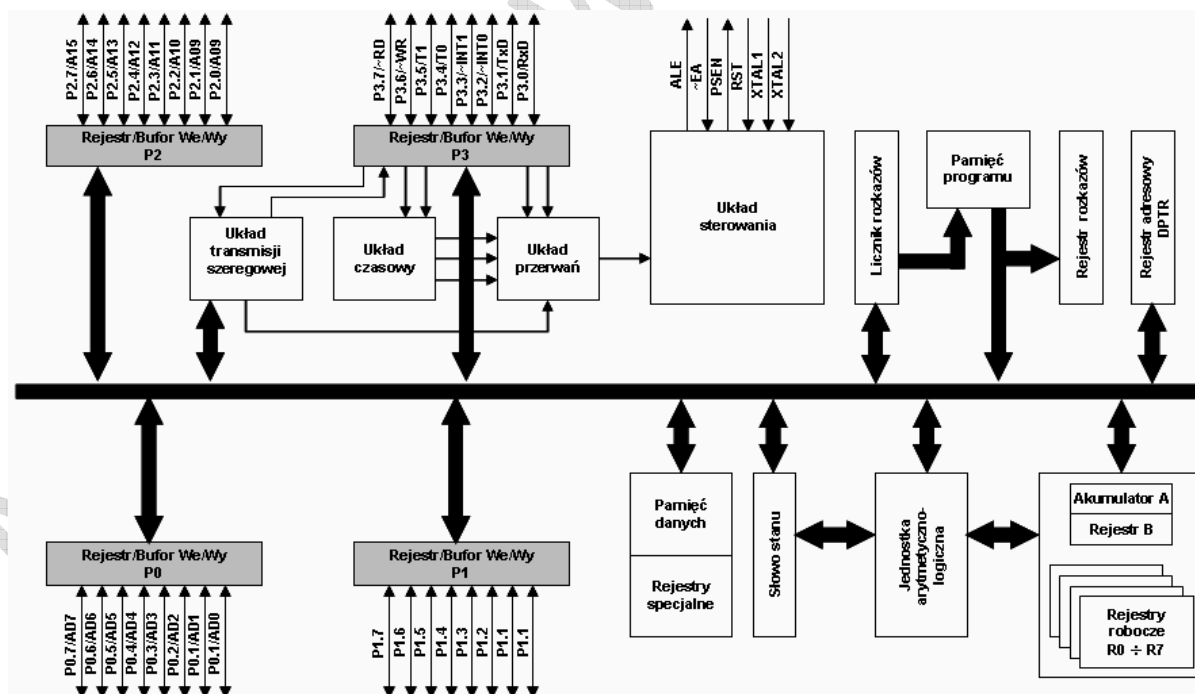 P2.7/A15
P2.6/A14
P2.5/A13
P2.4/A12
P2.3/A11
P2.2/A10
P2.1/A09
P2.0/A09
P3.7/~RD
P3.6/~WR
P3.5/T1
P3.4/T0
P3.3/~INT1
P3.2/~INT0
P3.1/TxD
P3.0/RxD
ALE
~EA
PSEN
RST
XTAL1
XTAL2
Rejestr/Bufor We/Wy
P2
Rejestr/Bufor We/Wy
P3
Układ
transmisji
szeregowej
Układ
czasowy
Układ
przerwań
Układ
sterowania
Licznik rozkazów
Pamięć
programu
Rejestr rozkazów
Rejestr adresowy
DPTR
Rejestr/Bufor We/Wy
P0
Rejestr/Bufor We/Wy
P1
Pamięć
danych
Rejestry
specjalne
Słowo stanu
Jednostka
arytmetyczno-
logiczna
Akumulator A
Rejestr B
Rejestry
robocze
R0 ÷ R7
P0.7/AD7
P0.6/AD6
P0.5/AD5
P0.4/AD4
P0.3/AD3
P0.2/AD2
P0.1/AD1
P0.1/AD0
P1.7
P1.6
P1.5
P1.4
P1.3
P1.2
P1.1
P1.1